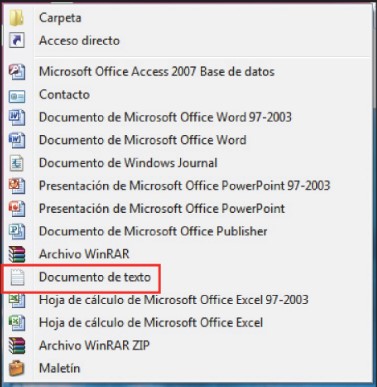 Carpeta
Acceso directo
Microsoft Office Access 2007 Base de datos
Contacto
Documento de Microsoft Office Word 97-2003
Documento de Microsoft Office Word
Documento de Windows Journal
Presentación de Microsoft Office PowerPoint 97-2003
Presentación de Microsoft Office PowerPoint
Documento de Microsoft Office Publisher
Archivo WinRAR
Documento de texto
Hoja de cálculo de Microsoft Office Excel 97-2003
Hoja de cálculo de Microsoft Office Excel
Archivo WinRAR ZIP
Maletín